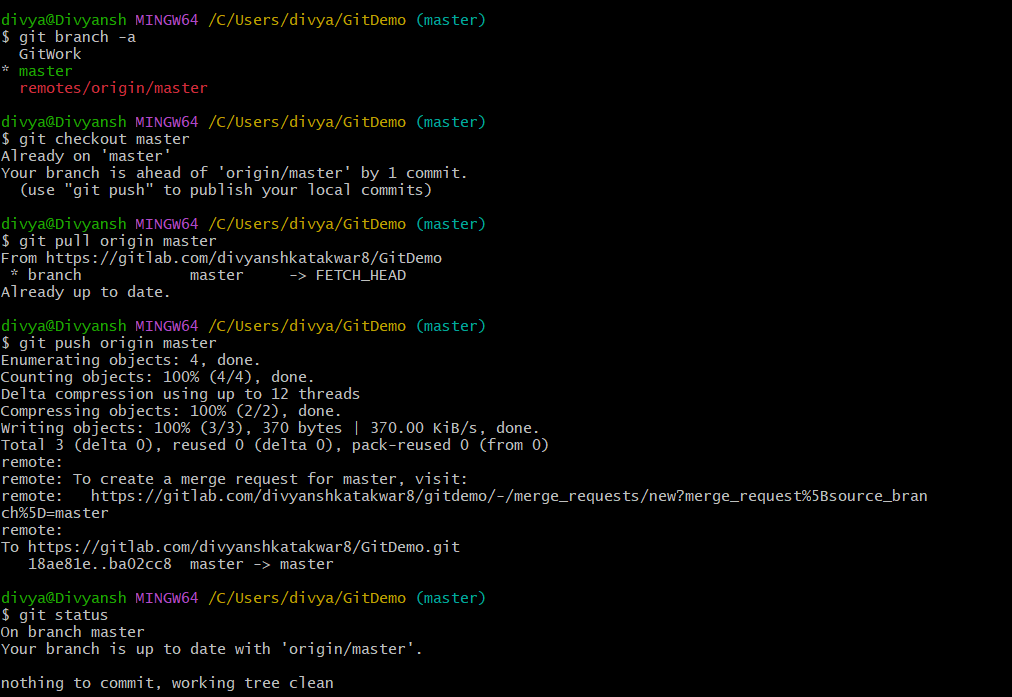 divya@Divyansh MINGW64 /C/Users/divya/GitDemo (master)
$ git branch -a
  GitWork
* master
  remotes/origin/master

divya@Divyansh MINGW64 /C/Users/divya/GitDemo (master)
$ git checkout master
Already on 'master'
Your branch is ahead of 'origin/master' by 1 commit.
  (use "git push" to publish your local commits)

divya@Divyansh MINGW64 /C/Users/divya/GitDemo (master)
$ git pull origin master
From https://gitlab.com/divyanshkatakwar8/GitDemo
 * branch            master     -> FETCH_HEAD
Already up to date.

divya@Divyansh MINGW64 /C/Users/divya/GitDemo (master)
$ git push origin master
Enumerating objects: 4, done.
Counting objects: 100% (4/4), done.
Delta compression using up to 12 threads
Compressing objects: 100% (2/2), done.
Writing objects: 100% (3/3), 370 bytes | 370.00 KiB/s, done.
Total 3 (delta 0), reused 0 (delta 0), pack-reused 0 (from 0)
remote:
remote: To create a merge request for master, visit:
remote:   https://gitlab.com/divyanshkatakwar8/gitdemo/-/merge_requests/new?merge_request%5Bsource_bran
ch%5D=master
remote:
To https://gitlab.com/divyanshkatakwar8/GitDemo.git
   18ae81e..ba02cc8  master -> master

divya@Divyansh MINGW64 /C/Users/divya/GitDemo (master)
$ git status
On branch master
Your branch is up to date with 'origin/master'.

nothing to commit, working tree clean